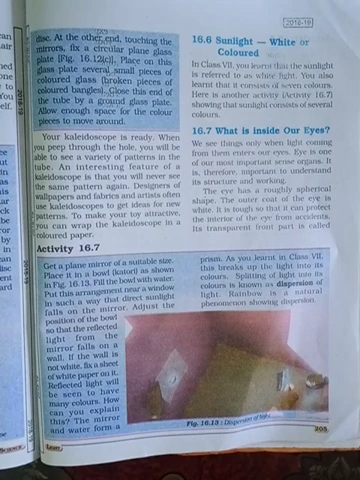 2018-19
disc. At the other end, touching the
mirrors, fix a circular plane glass
plate [Fig. 16.12(c)]. Place on this
glass plate several small pieces of
coloured glass (broken pieces of
coloured bangles). Close this end of
the tube by a ground glass plate.
Allow enough space for the colour
pieces to move around.
Your kaleidoscope is ready. When
you peep through the hole, you will be
able to see a variety of patterns in the
tube. An interesting feature of a
kaleidoscope is that you will never see
the same pattern again. Designers of
wallpapers and fabrics and artists often
use kaleidoscopes to get ideas for new
patterns. To make your toy attractive,
you can wrap the kaleidoscope in a
coloured paper.
16.6 Sunlight — White or
Coloured
In Class VII, you learnt that the sunlight
is referred to as white light. You also
learnt that it consists of seven colours.
Here is another activity (Activity 16.7)
showing that sunlight consists of several
colours.
16.7 What is inside Our Eyes?
We see things only when light coming
from them enters our eyes. Eye is one
of our most important sense organs. It
is, therefore, important to understand
its structure and working.
The eye has a roughly spherical
shape. The outer coat of the eye is
white. It is tough so that it can protect
the interior of the eye from accidents.
Its transparent front part is called
Activity 16.7
Get a plane mirror of a suitable size.
Place it in a bowl (katori) as shown
in Fig. 16.13. Fill the bowl with water.
Put this arrangement near a window
in such a way that direct sunlight
falls on the mirror. Adjust the
position of the bowl
so that the reflected
light from the
mirror falls on a
wall. If the wall is
not white, fix a sheet
of white paper on it.
Reflected light will
be seen to have
many colours. How
can you explain
this? The mirror
and water form a
prism. As you learnt in Class VII,
this breaks up the light into its
colours. Splitting of light into its
colours is known as dispersion of
light. Rainbow is a natural
phenomenon showing dispersion.
Fig. 16.13 : Dispersion of light
LIGHT
205